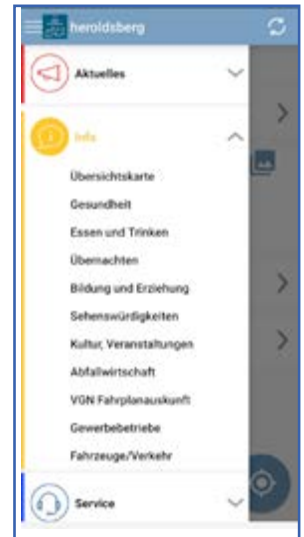 heroldsberg
Aktuelles
Info
Übersichtskarte
Gesundheit
Essen und Trinken
Übernachten
Bildung und Erziehung
Sehenswürdigkeiten
Kultur, Veranstaltungen
Abfallwirtschaft
VGN Fahrplanauskunft
Gewerbebetriebe
Fahrzeuge/Verkehr
Service